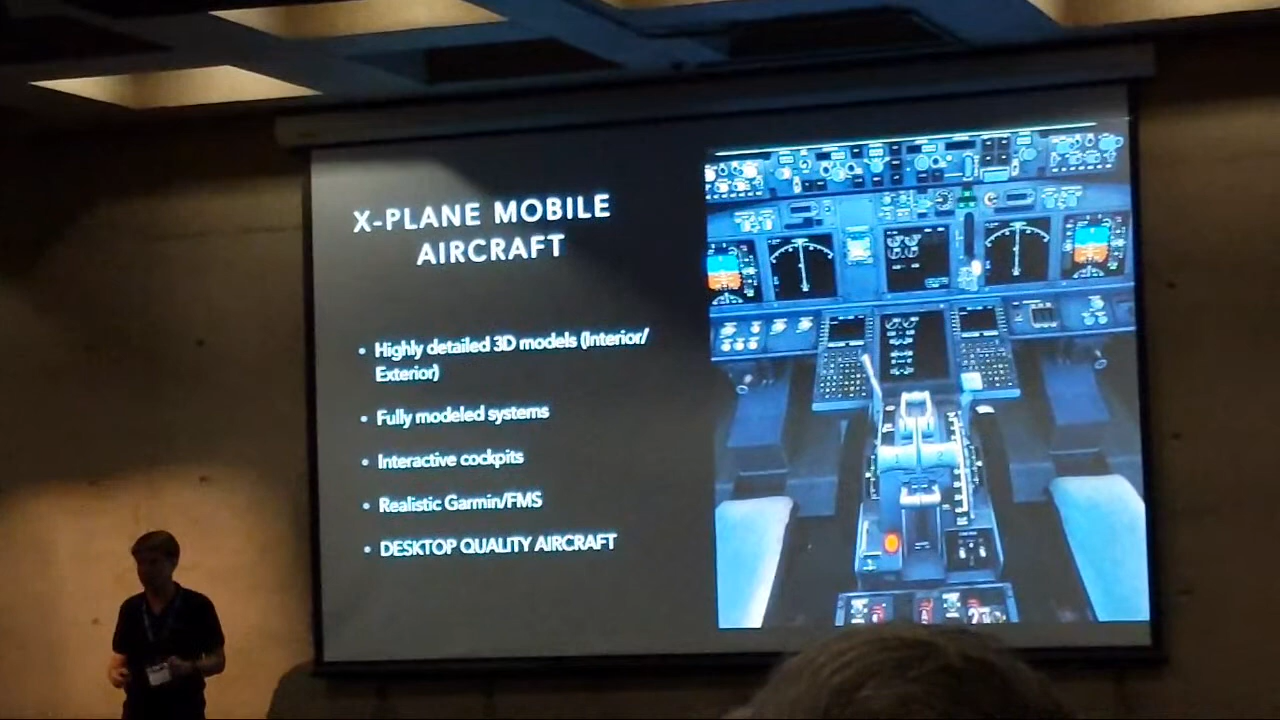 X-PLANE MOBILE
AIRCRAFT
• Highly detailed 3D models (Interior/
Exterior)
• Fully modeled systems
• Interactive cockpits
• Realistic Garmin/FMS
• DESKTOP QUALITY AIRCRAFT